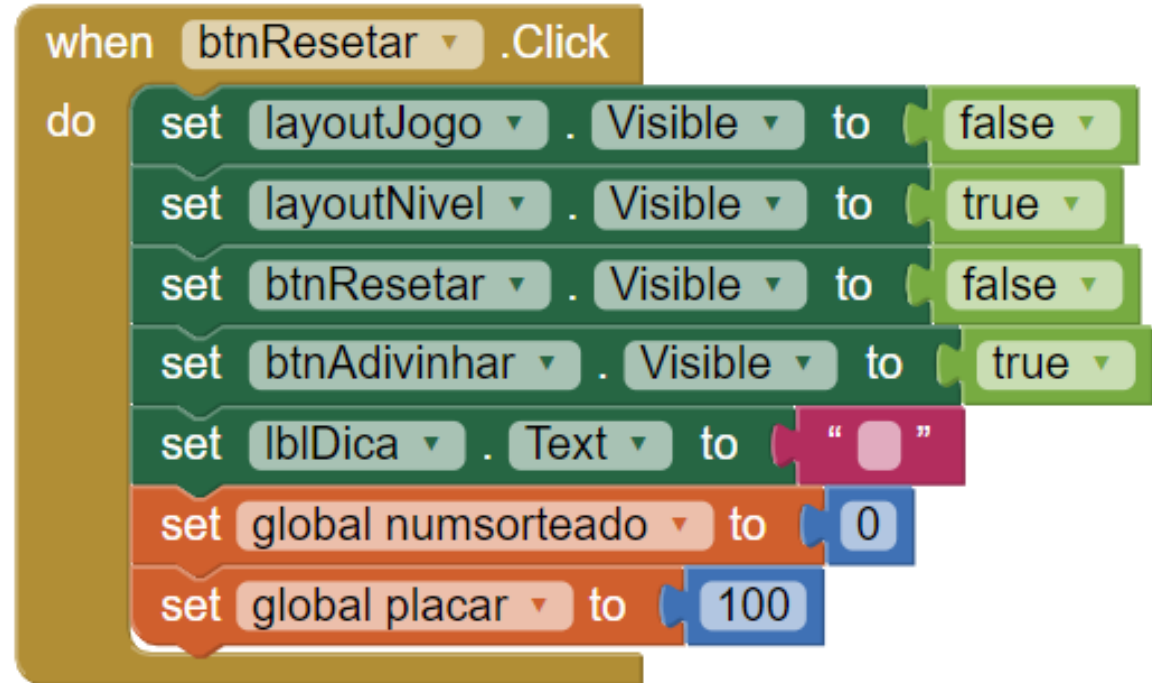 when btnResetar .Click
do set layoutJogo . Visible to false
set layoutNivel . Visible to true
set btnResetar . Visible to false
set btnAdivinhar . Visible to true
set lblDica . Text to “ ”
set global numsorteado to 0
set global placar to 100